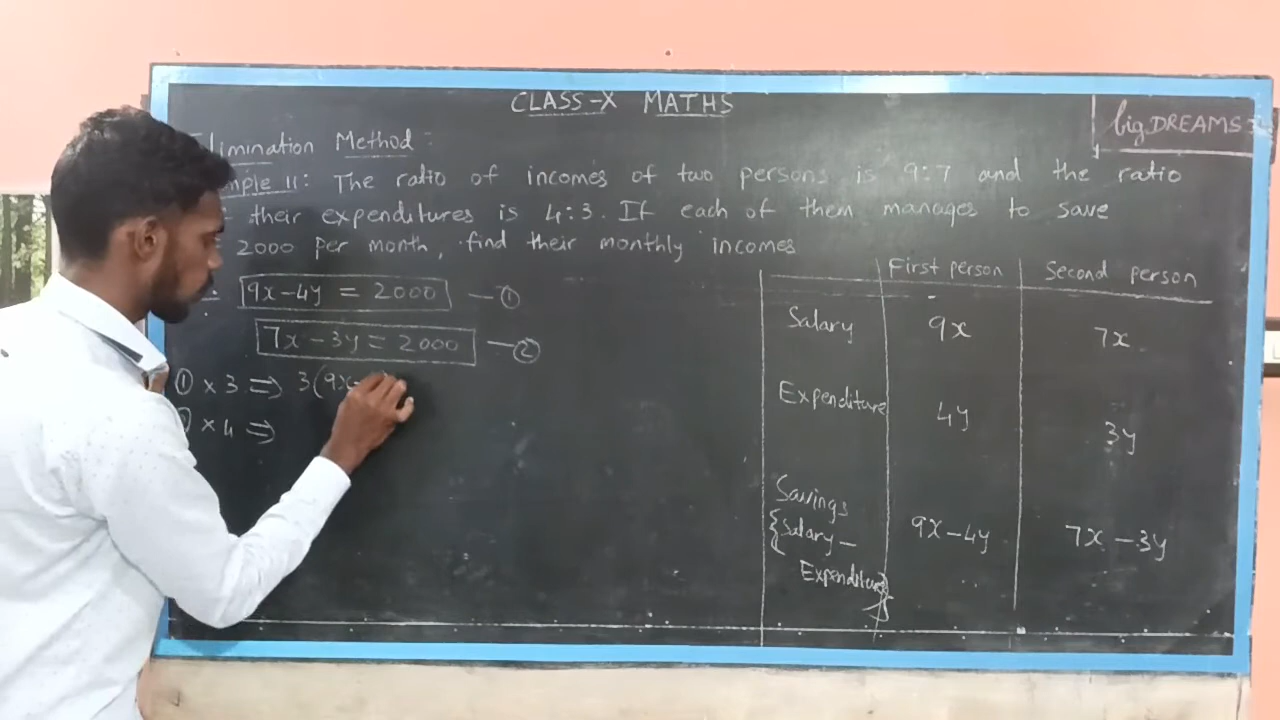 CLASS-X MATHS
big DREAMS
Elimination Method:
mple 11: The ratio of incomes of two persons is 9:7 and the ratio
their expenditures is 4:3. If each of them manages to save
2000 per month, find their monthly incomes
9x-4y = 2000 —①
7x-3y = 2000 —②
① × 3 ⇒ 3(9x-
② × 4 ⇒
First person Second person
Salary 9x 7x
Expenditure 4y 3y
Savings
{Salary – 9x-4y 7x-3y
Expenditure}